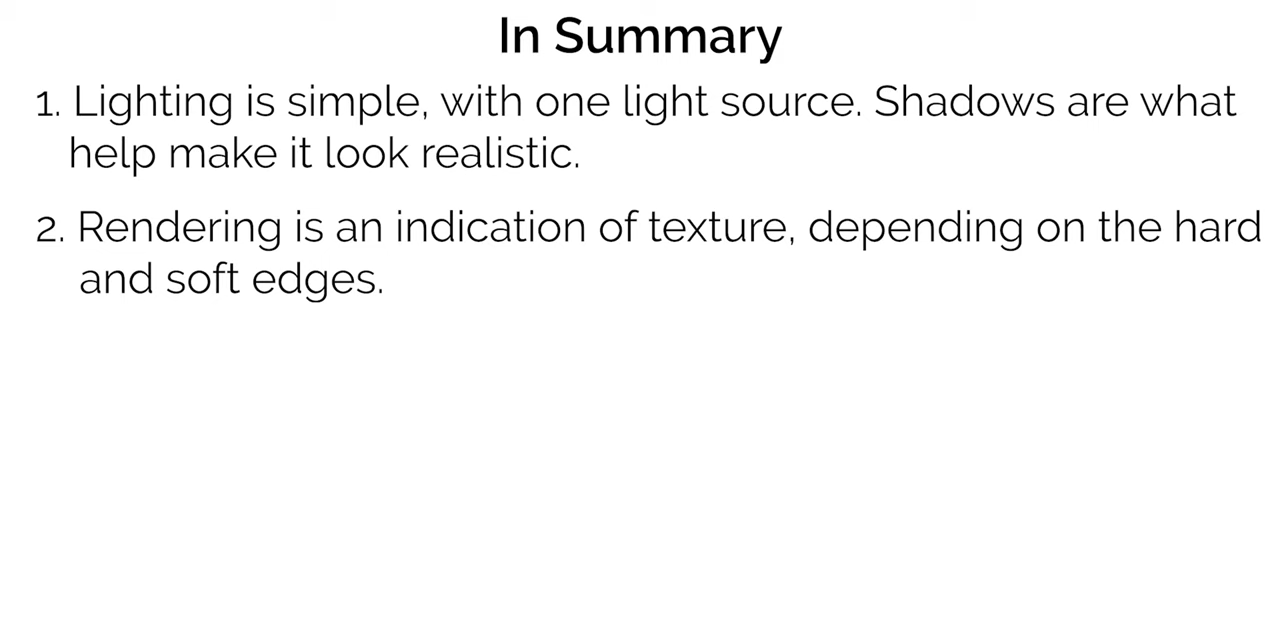 In Summary
1. Lighting is simple, with one light source. Shadows are what
help make it look realistic.
2. Rendering is an indication of texture, depending on the hard
and soft edges.